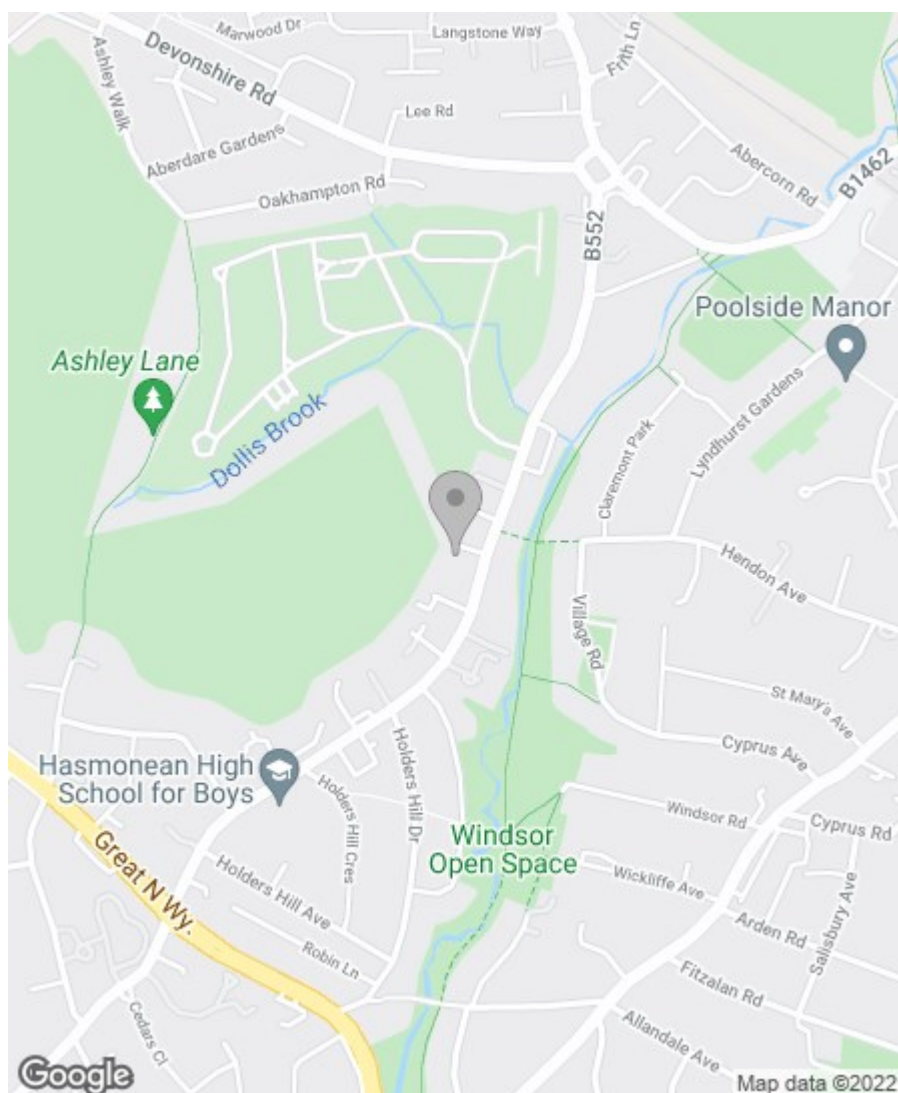 Marwood Dr
Langstone Way
Ashley Walk
Devonshire Rd
Frith Ln
Lee Rd
Aberdare Gardens
Abercorn Rd
B1462
Oakhampton Rd
B552
Poolside Manor
Ashley Lane
Dollis Brook
Claremont Park
Lyndhurst Gardens
Hendon Ave
Village Rd
St Mary's Ave
Cyprus Ave
Hasmonean High
School for Boys
Holders Hill Cres
Holders Hill Dr
Windsor Rd
Cyprus Rd
Windsor
Open Space
Great N Wy.
Holders Hill Ave
Wickliffe Ave
Arden Rd
Salisbury Ave
Robin Ln
Fitzalan Rd
Cedars Cl
Allandale Ave
Google
Map data ©2022